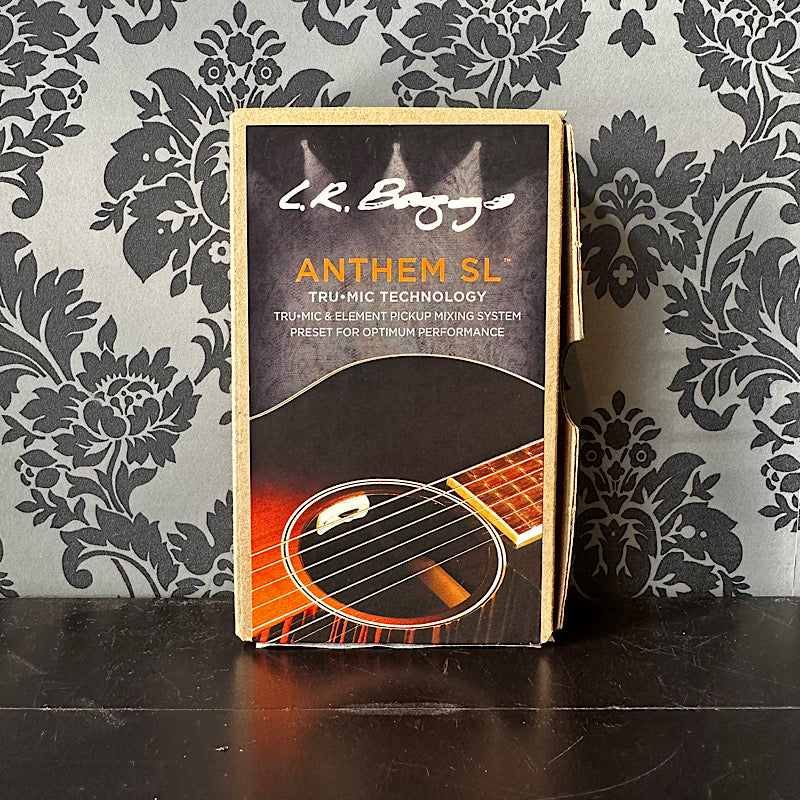 L.R. Baggs
ANTHEM SL™
TRU•MIC TECHNOLOGY
TRU•MIC & ELEMENT PICKUP MIXING SYSTEM
PRESET FOR OPTIMUM PERFORMANCE